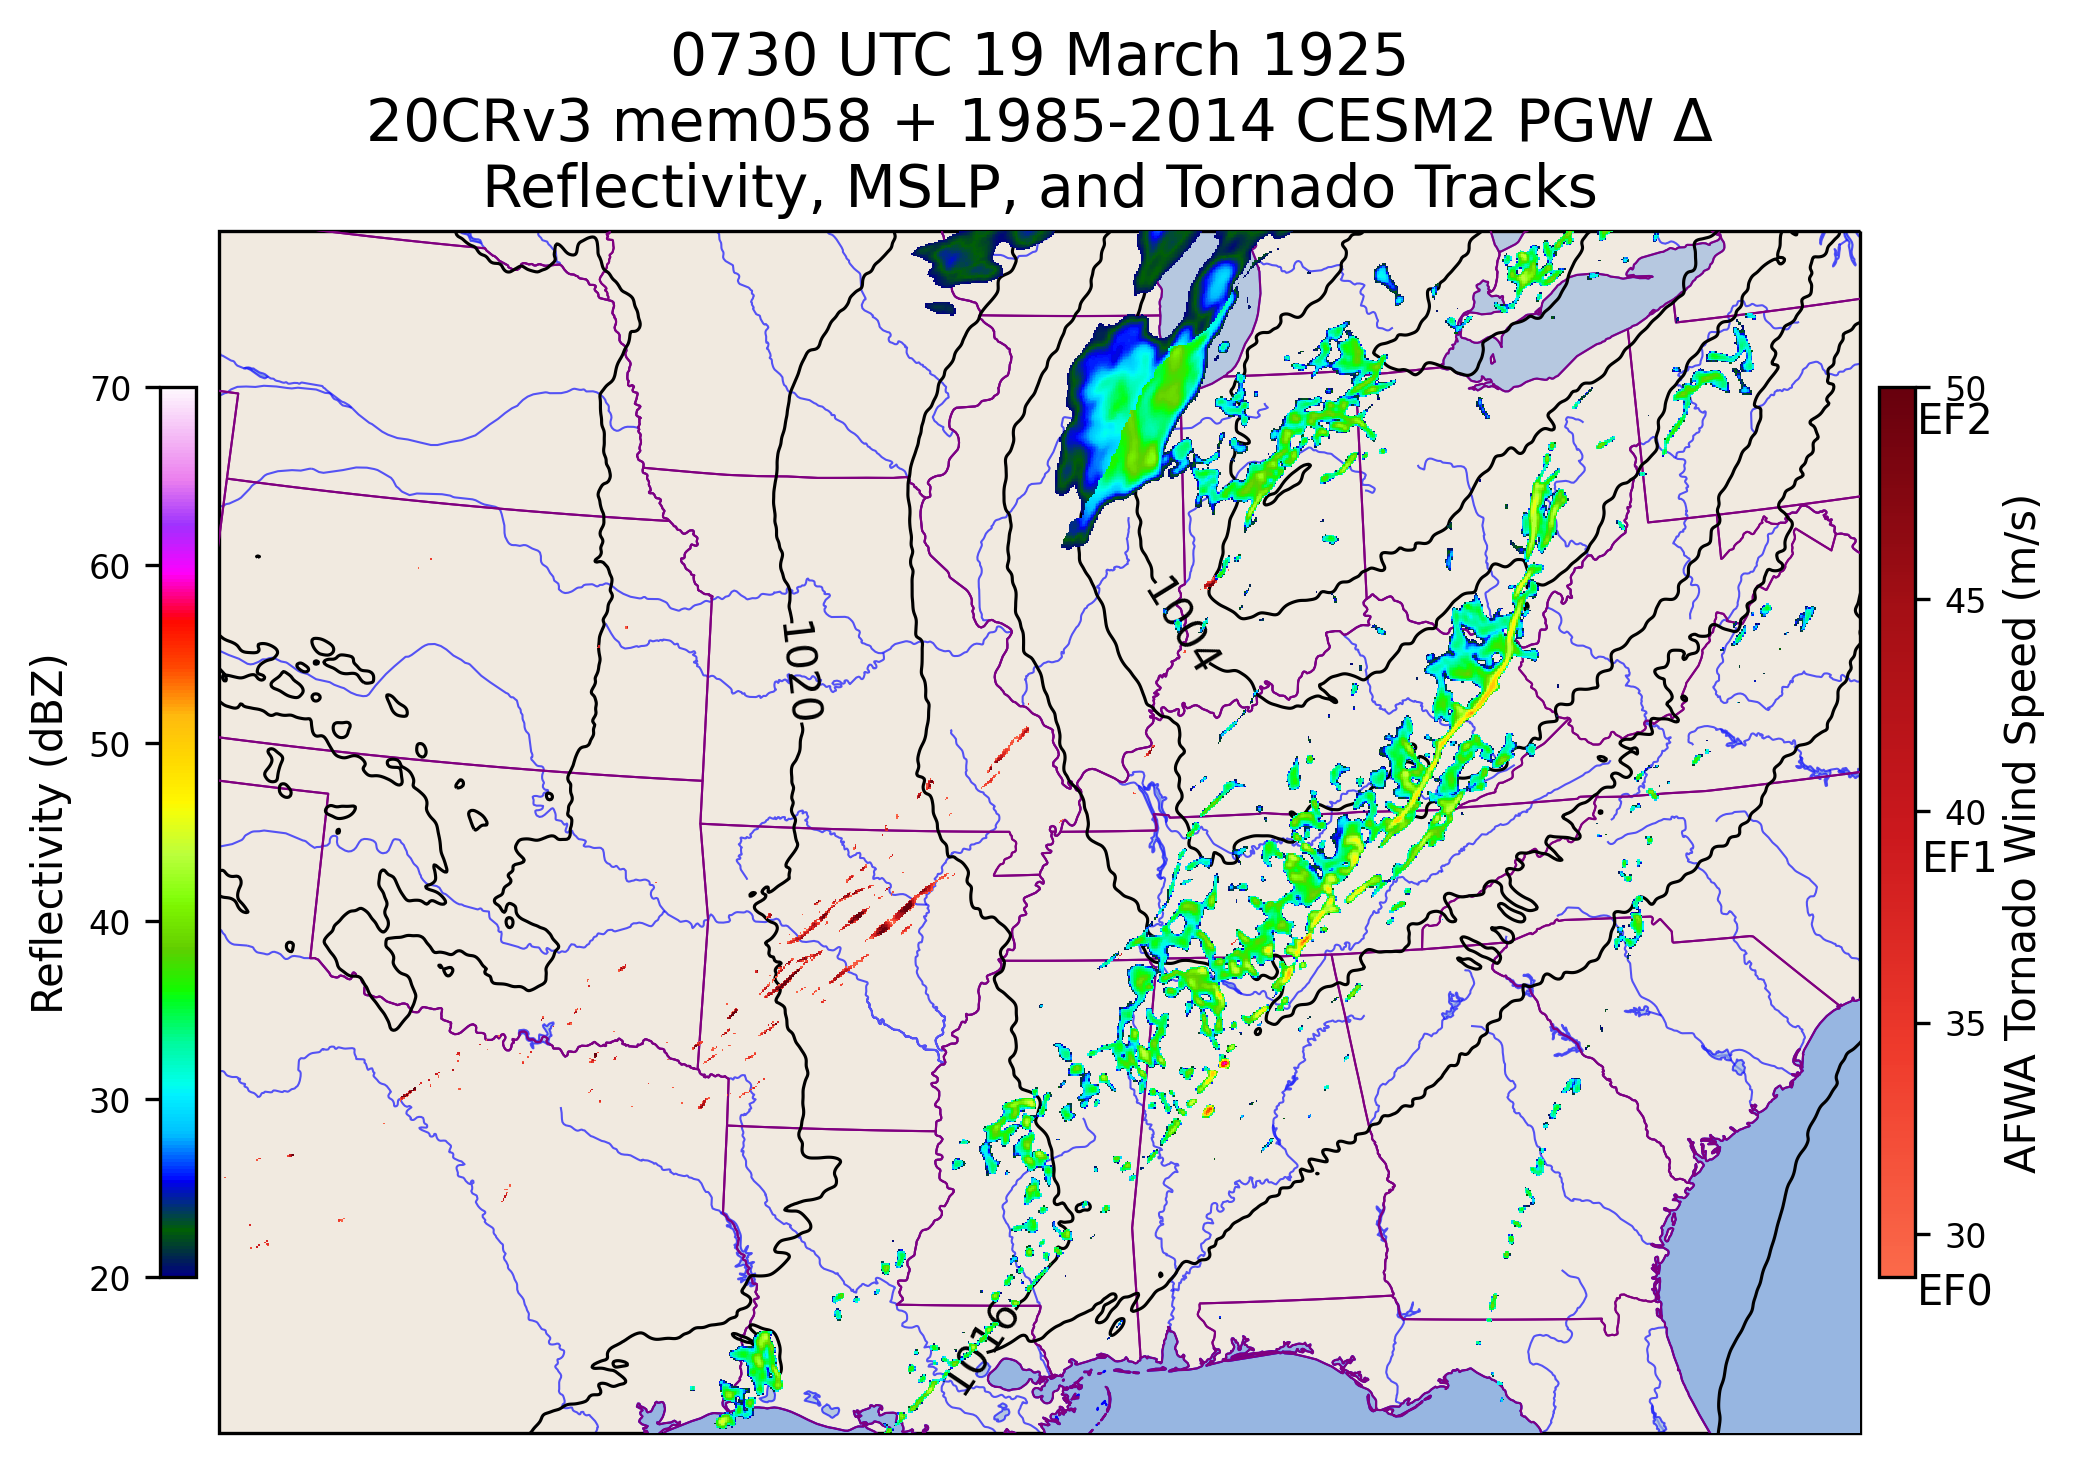 0730 UTC 19 March 1925
20CRv3 mem058 + 1985-2014 CESM2 PGW Δ
Reflectivity, MSLP, and Tornado Tracks
Reflectivity (dBZ)
70
60
50
40
30
20
1020
1004
1016
50
EF2
45
40
EF1
35
30
EF0
AFWA Tornado Wind Speed (m/s)